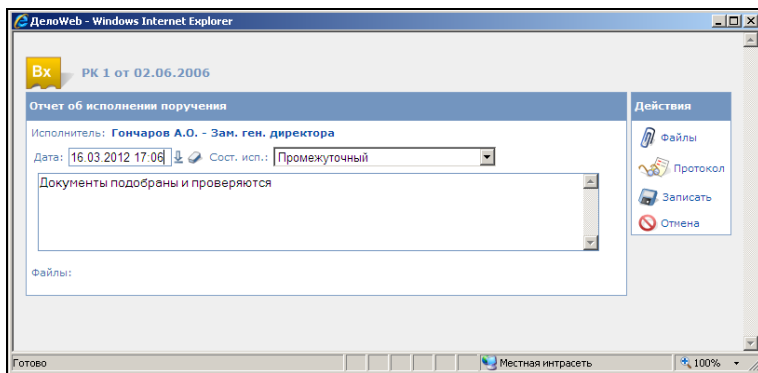 ДелоWeb - Windows Internet Explorer
Вх РК 1 от 02.06.2006
Отчет об исполнении поручения
Исполнитель: Гончаров А.О. - Зам. ген. директора
Дата: 16.03.2012 17:06 Сост. исп.: Промежуточный
Документы подобраны и проверяются
Файлы:
Действия
Файлы
Протокол
Записать
Отмена
Готово Местная интрасеть 100%